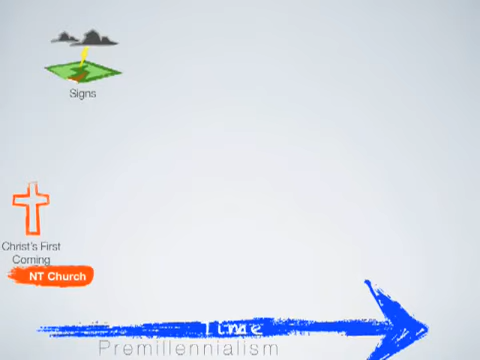 Signs
Christ's First
Coming
NT Church
Time
Premillennialism